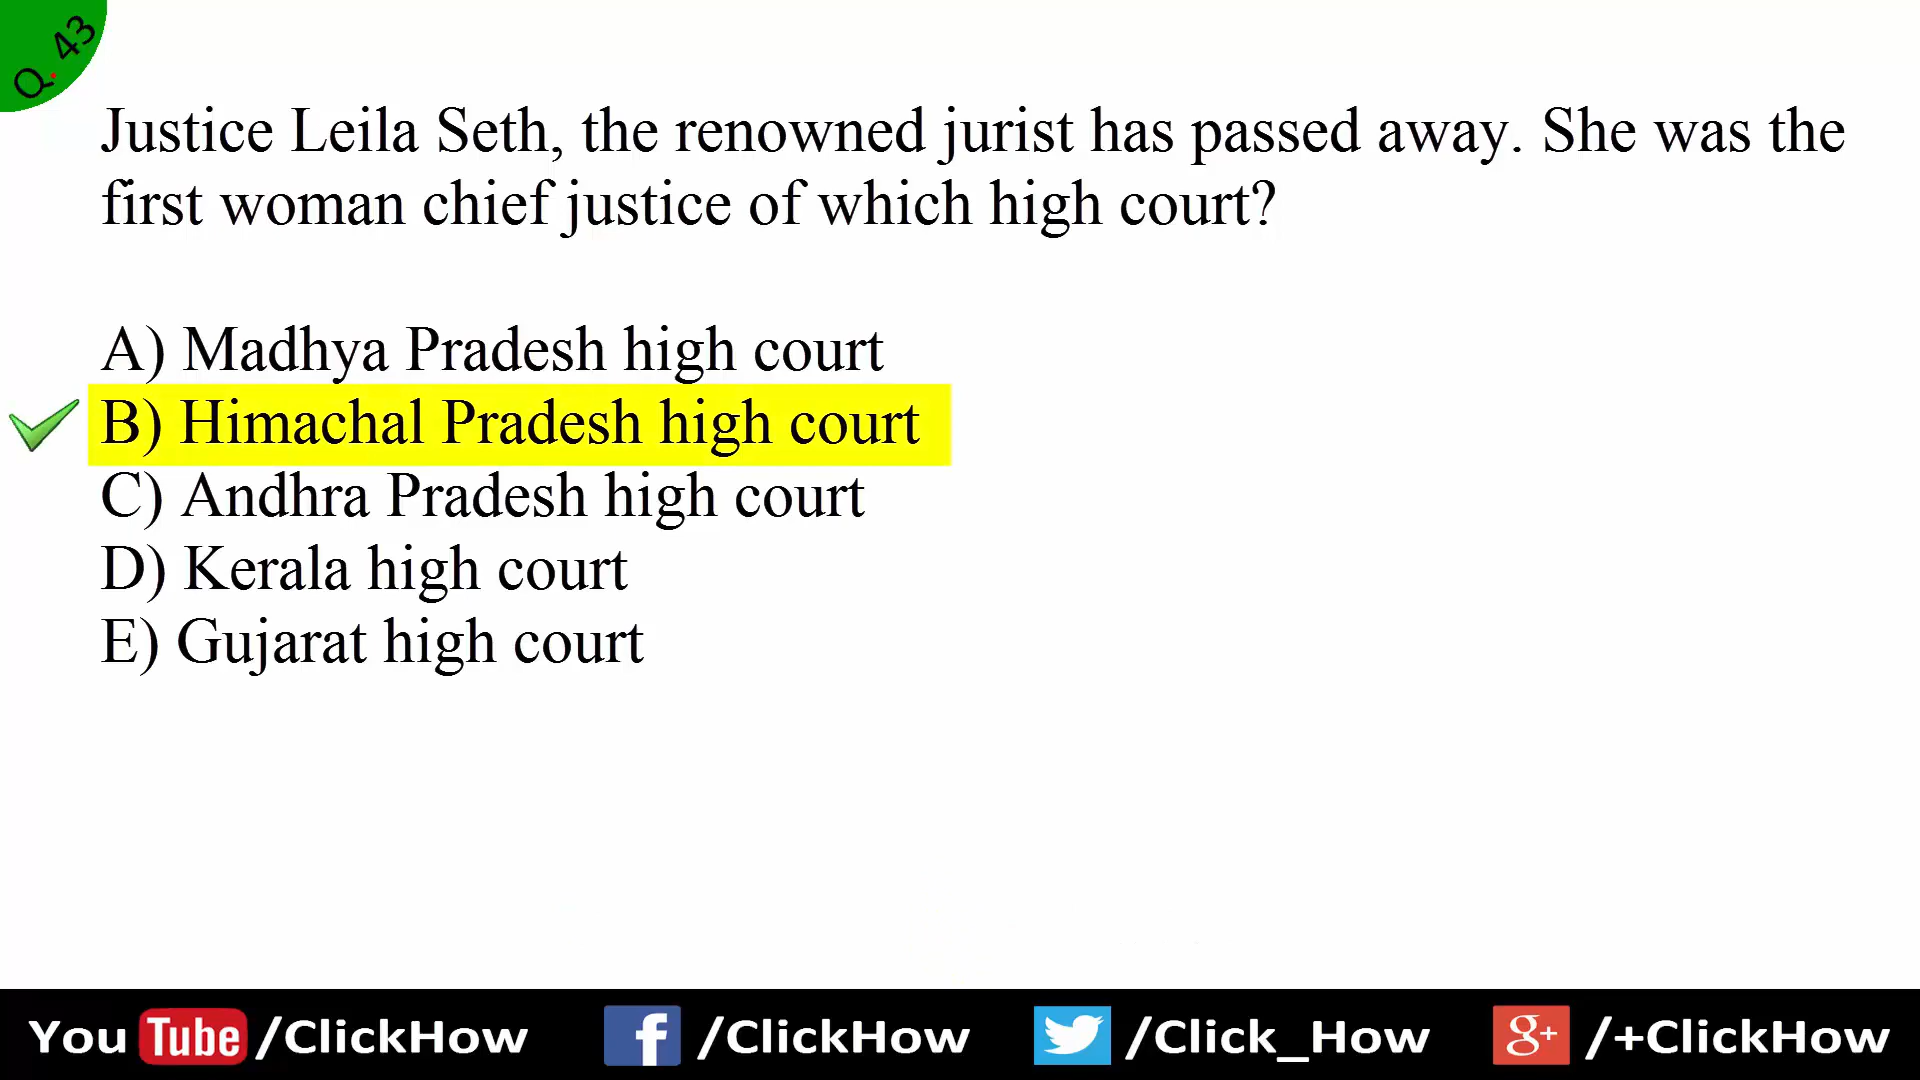 Q. 43
Justice Leila Seth, the renowned jurist has passed away. She was the
first woman chief justice of which high court?
A) Madhya Pradesh high court
B) Himachal Pradesh high court
C) Andhra Pradesh high court
D) Kerala high court
E) Gujarat high court
You Tube /ClickHow f /ClickHow /Click_How g+ /+ClickHow